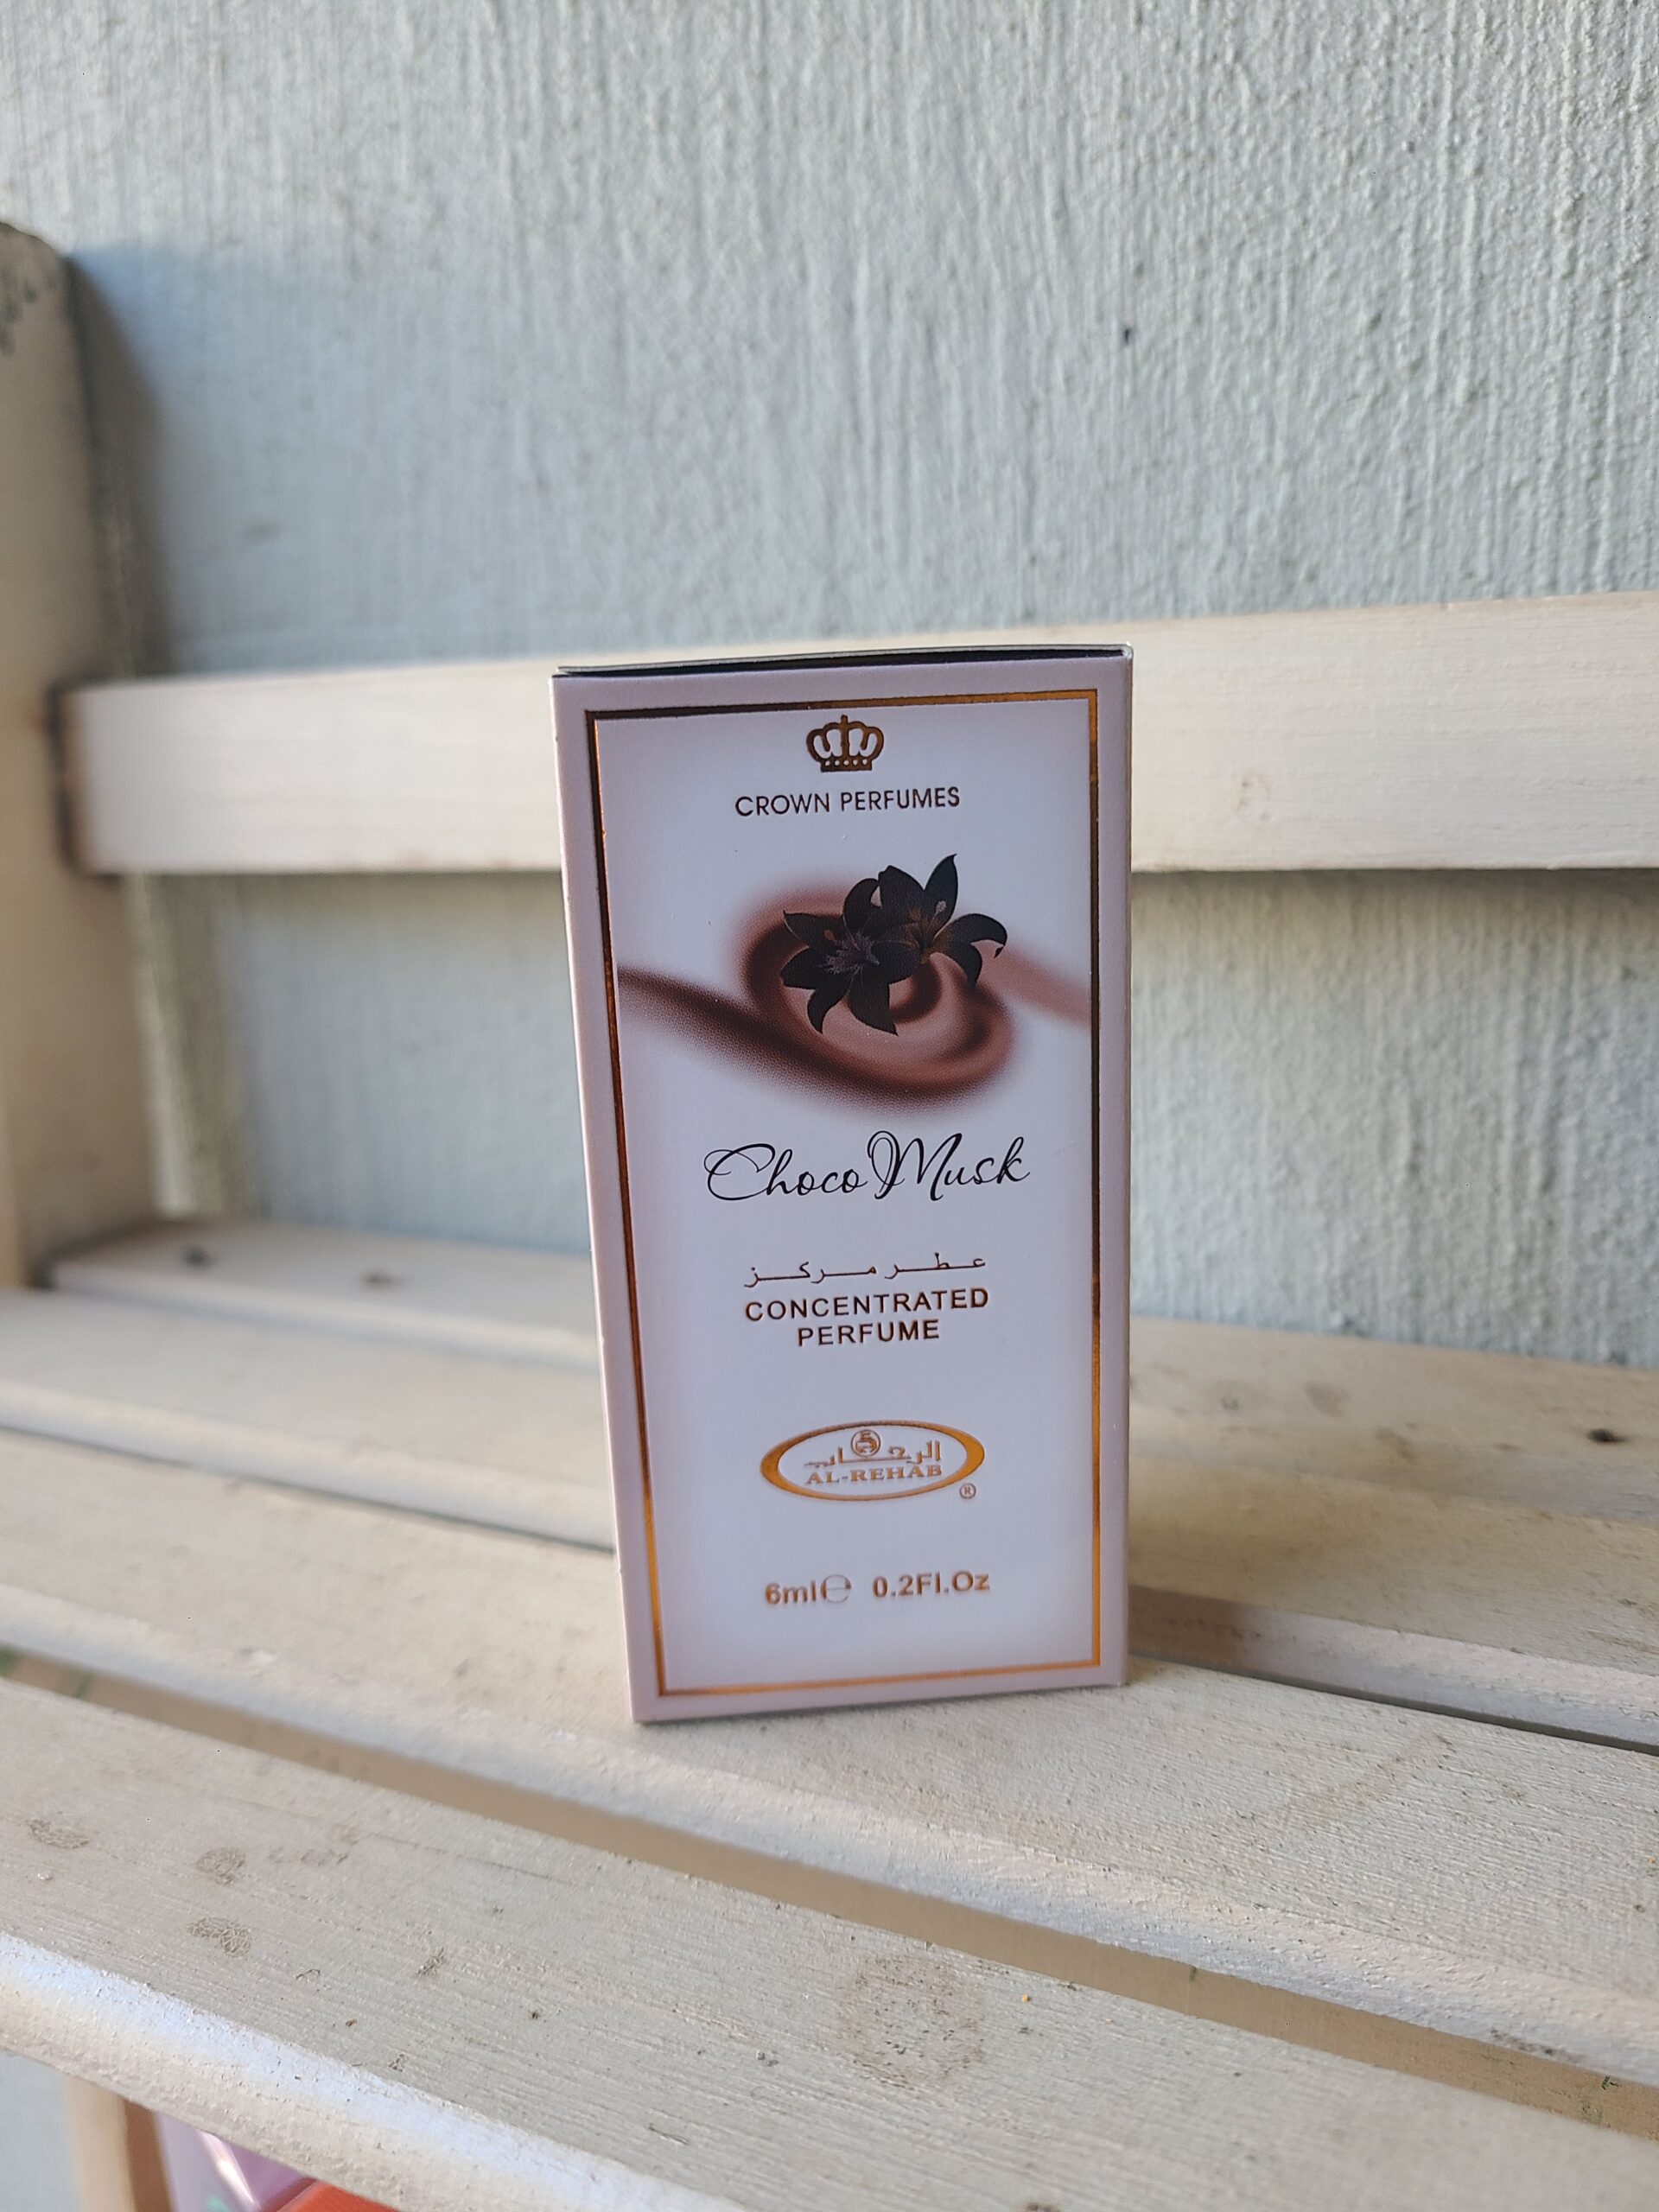 CROWN PERFUMES
Choco Musk
عطر مركز
CONCENTRATED
PERFUME
الرحاب
AL-REHAB
®
6ml℮ 0.2Fl.Oz